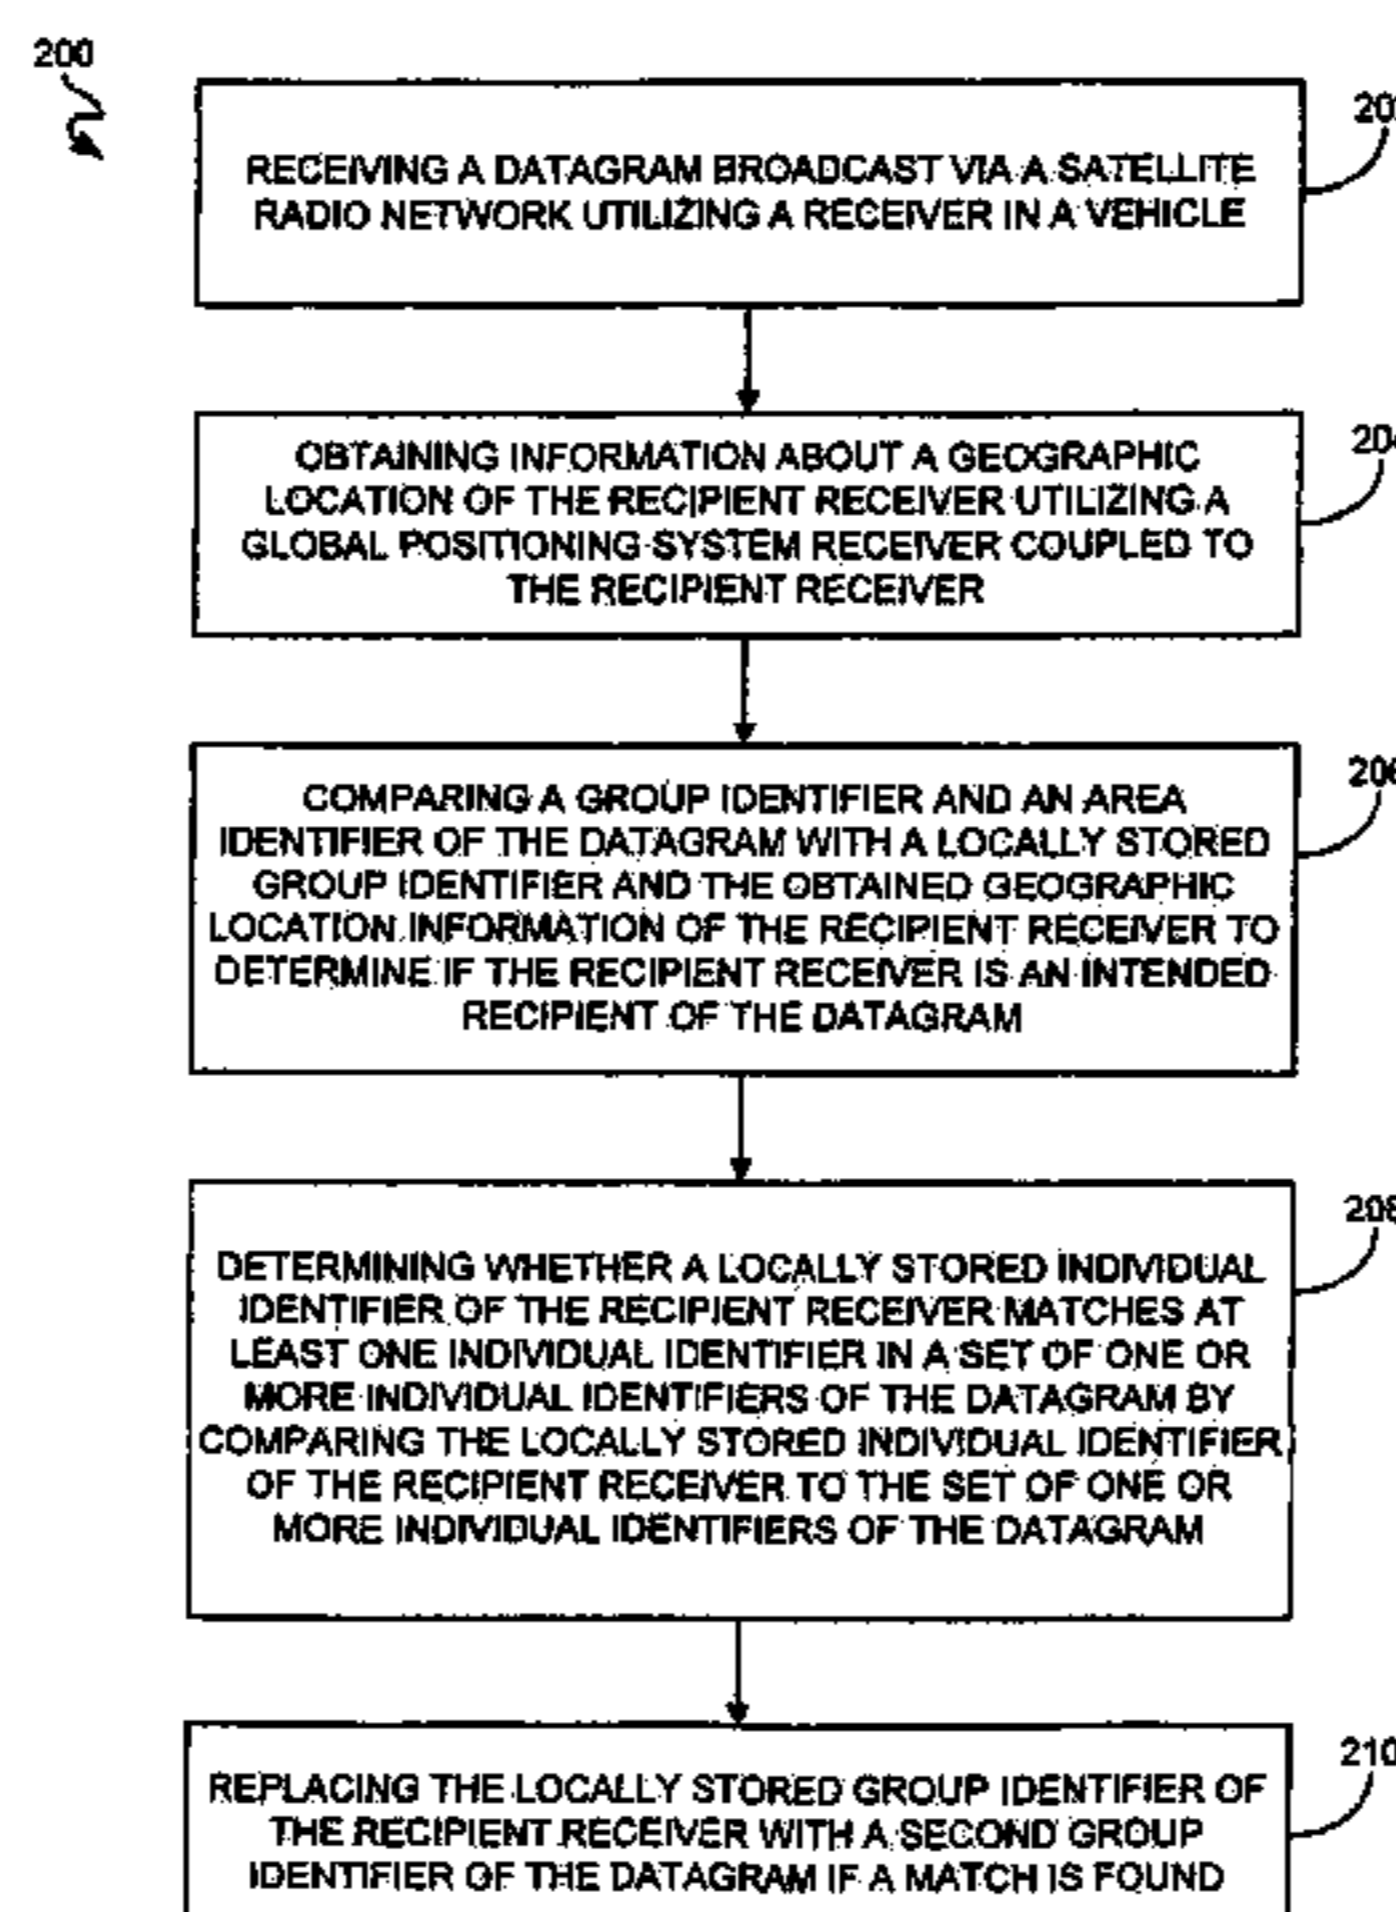 200
RECEIVING A DATAGRAM BROADCAST VIA A SATELLITE
RADIO NETWORK UTILIZING A RECEIVER IN A VEHICLE
OBTAINING INFORMATION ABOUT A GEOGRAPHIC
LOCATION OF THE RECIPIENT RECEIVER UTILIZING A
GLOBAL POSITIONING SYSTEM RECEIVER COUPLED TO
THE RECIPIENT RECEIVER
204
COMPARING A GROUP IDENTIFIER AND AN AREA
IDENTIFIER OF THE DATAGRAM WITH A LOCALLY STORED
GROUP IDENTIFIER AND THE OBTAINED GEOGRAPHIC
LOCATION INFORMATION OF THE RECIPIENT RECEIVER TO
DETERMINE IF THE RECIPIENT RECEIVER IS AN INTENDED
RECIPIENT OF THE DATAGRAM
206
DETERMINING WHETHER A LOCALLY STORED INDIVIDUAL
IDENTIFIER OF THE RECIPIENT RECEIVER MATCHES AT
LEAST ONE INDIVIDUAL IDENTIFIER IN A SET OF ONE OR
MORE INDIVIDUAL IDENTIFIERS OF THE DATAGRAM BY
COMPARING THE LOCALLY STORED INDIVIDUAL IDENTIFIER
OF THE RECIPIENT RECEIVER TO THE SET OF ONE OR
MORE INDIVIDUAL IDENTIFIERS OF THE DATAGRAM
208
REPLACING THE LOCALLY STORED GROUP IDENTIFIER OF
THE RECIPIENT RECEIVER WITH A SECOND GROUP
IDENTIFIER OF THE DATAGRAM IF A MATCH IS FOUND
210